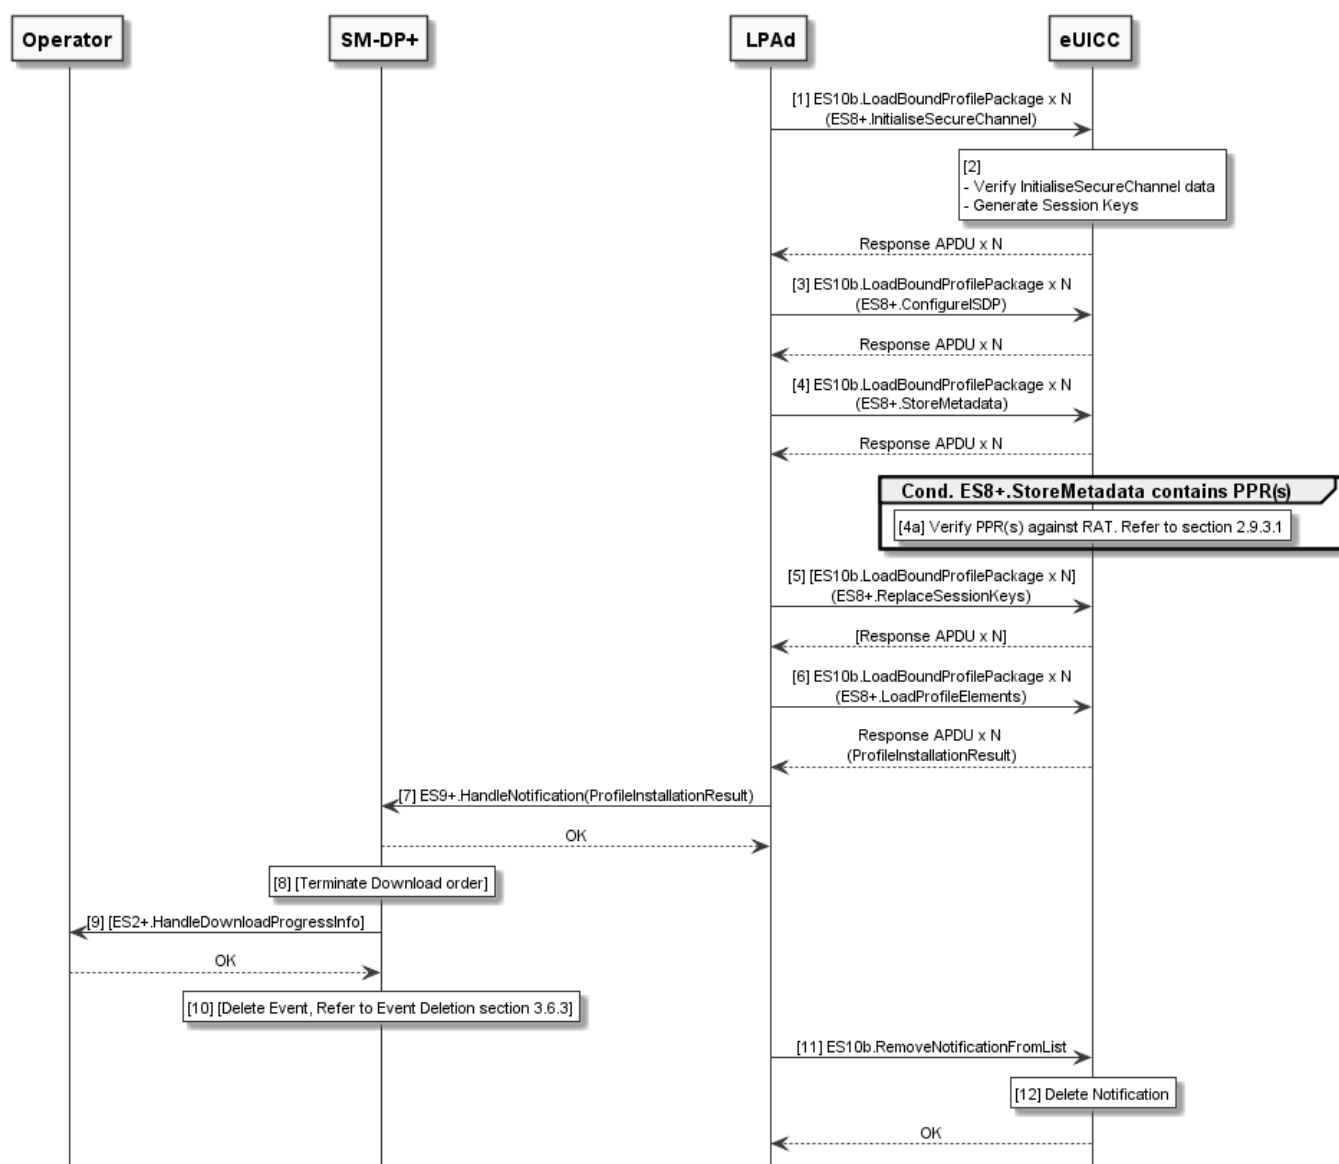 Operator
SM-DP+
LPAd
eUICC
[1] ES10b.LoadBoundProfilePackage x N
(ES8+.InitialiseSecureChannel)
[2]
- Verify InitialiseSecureChannel data
- Generate Session Keys
Response APDU x N
[3] ES10b.LoadBoundProfilePackage x N
(ES8+.ConfigureISDP)
Response APDU x N
[4] ES10b.LoadBoundProfilePackage x N
(ES8+.StoreMetadata)
Response APDU x N
Cond. ES8+.StoreMetadata contains PPR(s)
[4a] Verify PPR(s) against RAT. Refer to section 2.9.3.1
[5] [ES10b.LoadBoundProfilePackage x N]
(ES8+.ReplaceSessionKeys)
[Response APDU x N]
[6] ES10b.LoadBoundProfilePackage x N
(ES8+.LoadProfileElements)
Response APDU x N
(ProfileInstallationResult)
[7] ES9+.HandleNotification(ProfileInstallationResult)
OK
[8] [Terminate Download order]
[9] [ES2+.HandleDownloadProgressInfo]
OK
[10] [Delete Event, Refer to Event Deletion section 3.6.3]
[11] ES10b.RemoveNotificationFromList
[12] Delete Notification
OK